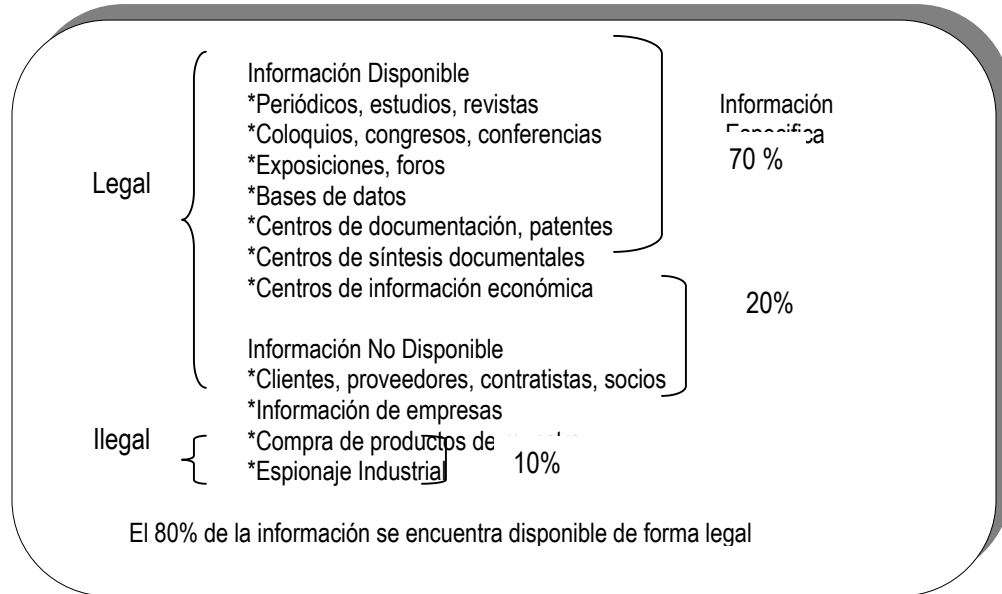 Información Disponible
*Periódicos, estudios, revistas
*Coloquios, congresos, conferencias
*Exposiciones, foros
*Bases de datos
*Centros de documentación, patentes
*Centros de síntesis documentales
*Centros de información económica
Información No Disponible
*Clientes, proveedores, contratistas, socios
*Información de empresas
*Compra de productos de
*Espionaje Industrial
Legal
Ilegal
Información
70 %
20%
10%
El 80% de la información se encuentra disponible de forma legal